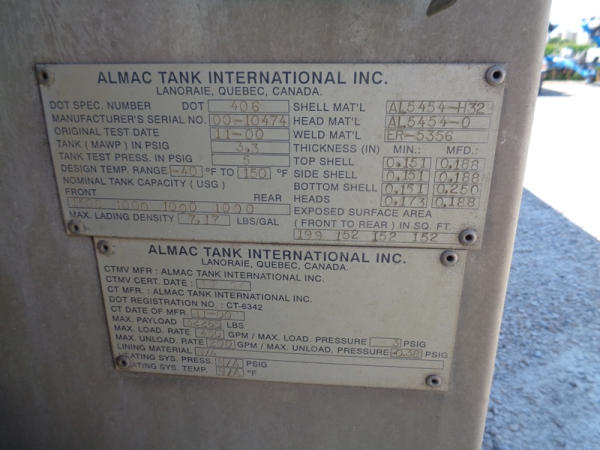 ALMAC TANK INTERNATIONAL INC.
LANORAIE, QUEBEC, CANADA.
DOT SPEC. NUMBER DOT 406 SHELL MAT'L AL5454-H32
MANUFACTURER'S SERIAL NO. 00-10474 HEAD MAT'L AL5454-O
ORIGINAL TEST DATE 11-00 WELD MAT'L ER-5356
TANK (MAWP) IN PSIG 3.3 THICKNESS (IN) MIN.: MFD.:
TANK TEST PRESS. IN PSIG 5 TOP SHELL 0.151 0.188
DESIGN TEMP. RANGE -40 °F TO 150 °F SIDE SHELL 0.151 0.188
NOMINAL TANK CAPACITY (USG) BOTTOM SHELL 0.151 0.250
FRONT REAR HEADS 0.173 0.188
1000 1000 1000 EXPOSED SURFACE AREA
MAX. LADING DENSITY 7.17 LBS/GAL (FRONT TO REAR) IN SQ. FT.
199 152 152 152
ALMAC TANK INTERNATIONAL INC.
LANORAIE, QUEBEC, CANADA.
CTMV MFR : ALMAC TANK INTERNATIONAL INC.
CTMV CERT. DATE :
CT MFR. : ALMAC TANK INTERNATIONAL INC.
DOT REGISTRATION NO. : CT-6342
CT DATE OF MFR. 11-00
MAX. PAYLOAD LBS
MAX. LOAD. RATE GPM / MAX. LOAD. PRESSURE 3 PSIG
MAX. UNLOAD. RATE GPM / MAX. UNLOAD. PRESSURE -0.38 PSIG
LINING MATERIAL N/A
HEATING SYS. PRESS. N/A PSIG
HEATING SYS. TEMP. N/A °F